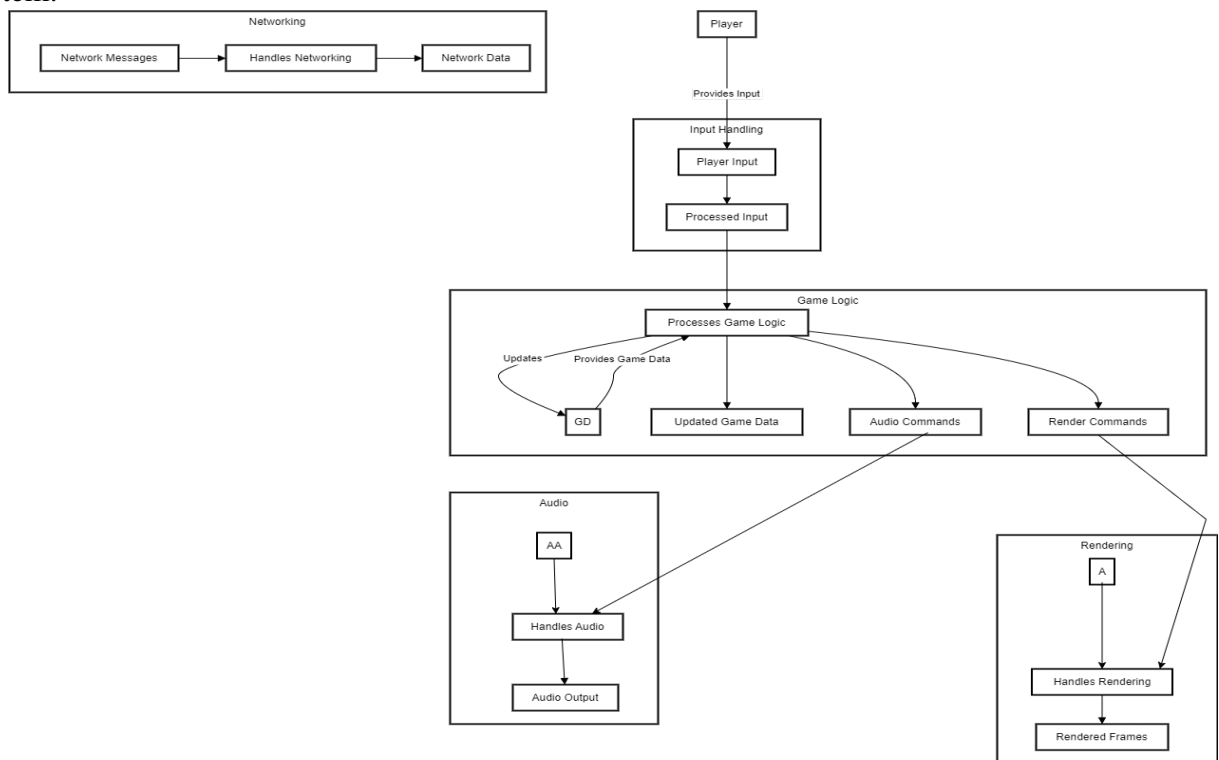 tem.
Networking
Network Messages
Handles Networking
Network Data
Player
Provides Input
Input Handling
Player Input
Processed Input
Game Logic
Processes Game Logic
Updates
Provides Game Data
GD
Updated Game Data
Audio Commands
Render Commands
Audio
AA
Handles Audio
Audio Output
Rendering
A
Handles Rendering
Rendered Frames